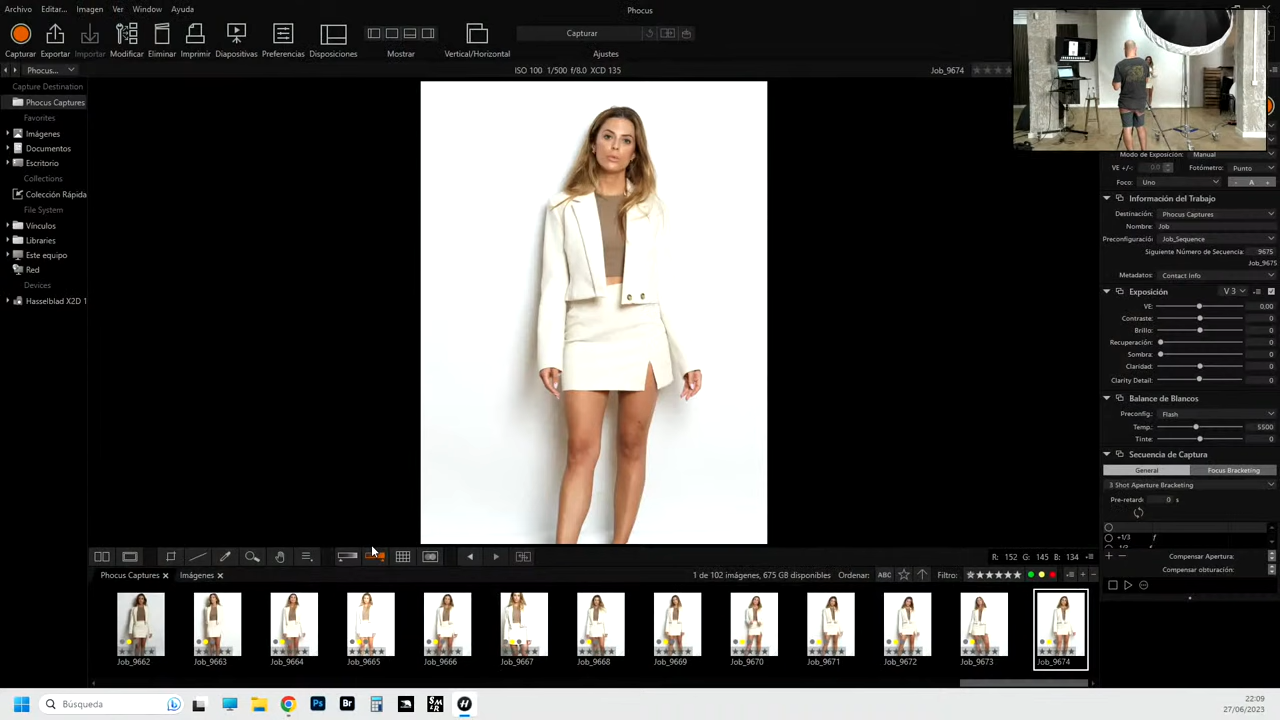 Archivo Editar... Imagen Ver Window Ayuda
Phocus
Capturar Exportar Importar Modificar Eliminar Imprimir Diapositivas Preferencias Disposiciones Mostrar Vertical/Horizontal Capturar Ajustes
Phocus... ISO 100 1/500 f/8.0 XCD 135 Job_9674
Capture Destination
Phocus Captures
Favorites
Imágenes
Documentos
Escritorio
Collections
Colección Rápida
File System
Vínculos
Libraries
Este equipo
Red
Devices
Hasselblad X2D 1
Modo de Exposición: Manual
VE +/-: 0.0 Fotómetro: Punto
Foco: Uno - A +
Información del Trabajo
Destinación: Phocus Captures
Nombre: Job
Preconfiguració Job_Sequence
Siguiente Número de Secuencia: 9675
Job_9675
Metadatos: Contact Info
Exposición V 3
VE: 0.00
Contraste: 0
Brillo: 0
Recuperación: 0
Sombra: 0
Claridad: 0
Clarity Detail: 0
Balance de Blancos
Preconfig.: Flash
Temp.: 5500
Tinte: 0
Secuencia de Captura
General Focus Bracketing
3 Shot Aperture Bracketing
Pre-retardo 0 s
+1/3 f
-1/3
Compensar Apertura:
Compensar obturación:
R: 152 G: 145 B: 134
Phocus Captures Imágenes 1 de 102 imágenes, 675 GB disponibles Ordenar: ABC Filtro:
Job_9662 Job_9663 Job_9664 Job_9665 Job_9666 Job_9667 Job_9668 Job_9669 Job_9670 Job_9671 Job_9672 Job_9673 Job_9674
Búsqueda Ps Br
22:09
27/06/2023